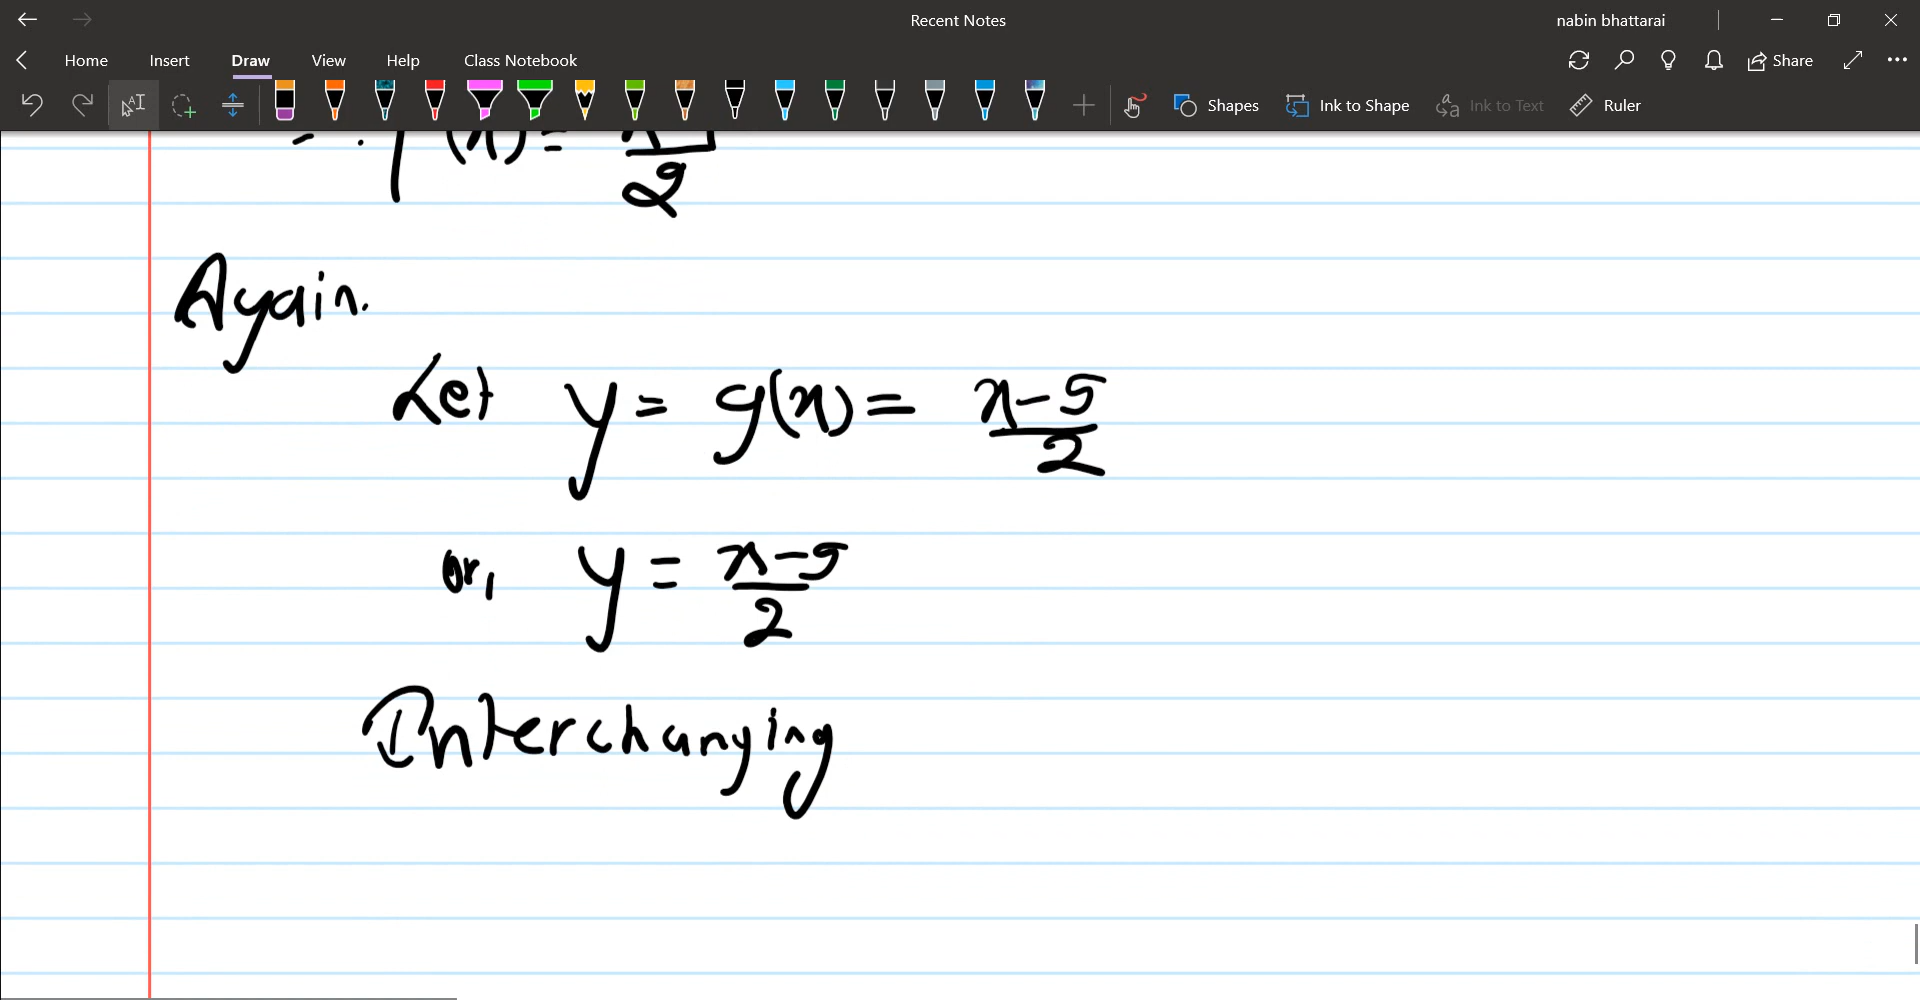 Recent Notes
nabin bhattarai
Home Insert Draw View Help Class Notebook
Share
Shapes Ink to Shape Ink to Text Ruler
(x) =
2
Again.
Let y = g(x) = x-5/2
or, y = x-5/2
Interchanging